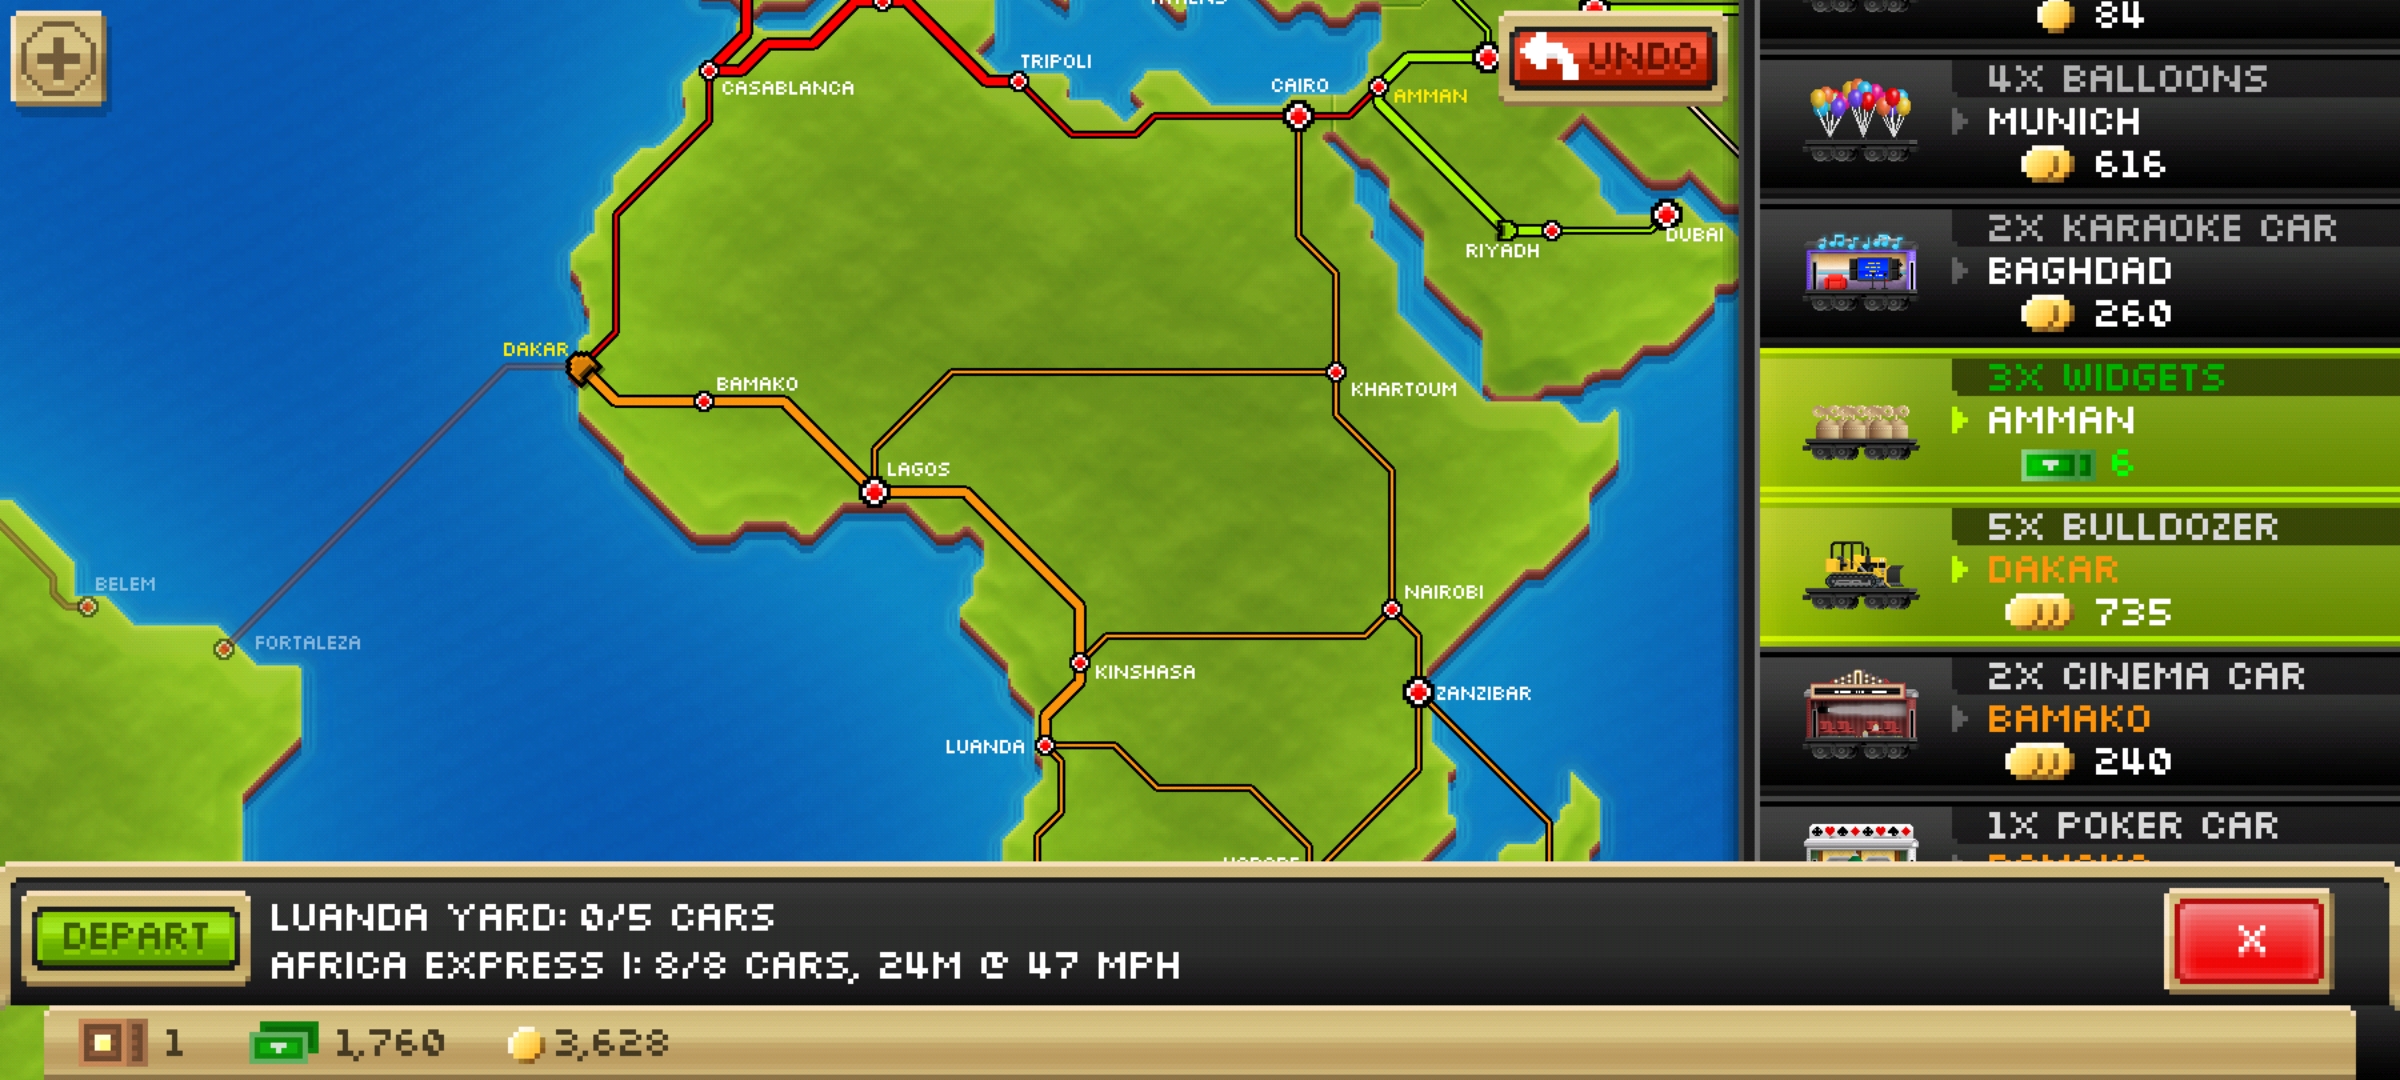 TRIPOLI
CASABLANCA
CAIRO
AMMAN
UNDO
RIYADH
DUBAI
DAKAR
BAMAKO
KHARTOUM
LAGOS
BELEM
FORTALEZA
NAIROBI
KINSHASA
ZANZIBAR
LUANDA
84
4X BALLOONS
MUNICH
616
2X KARAOKE CAR
BAGHDAD
260
3X WIDGETS
AMMAN
6
5X BULLDOZER
DAKAR
735
2X CINEMA CAR
BAMAKO
240
1X POKER CAR
BAMAKO
DEPART
LUANDA YARD: 0/5 CARS
AFRICA EXPRESS I: 8/8 CARS, 24M @ 47 MPH
X
1
1,760
3,628